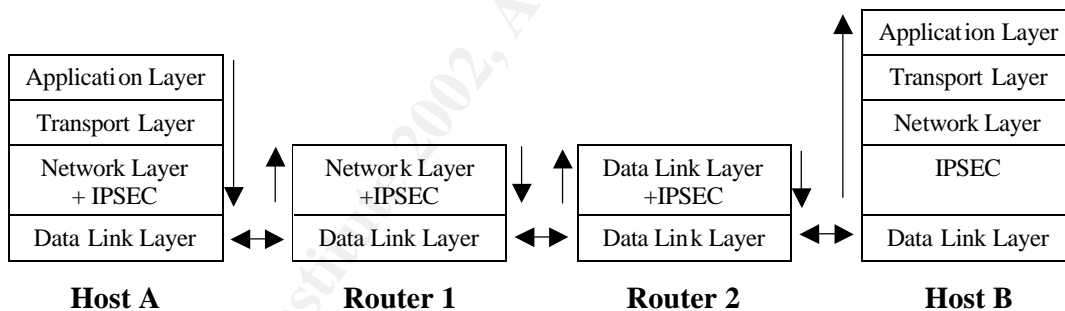 Application Layer
Transport Layer
Network Layer
+ IPSEC
Data Link Layer
Host A
Network Layer
+IPSEC
Data Link Layer
Router 1
Data Link Layer
+IPSEC
Data Link Layer
Router 2
Application Layer
Transport Layer
Network Layer
IPSEC
Data Link Layer
Host B
2002, A